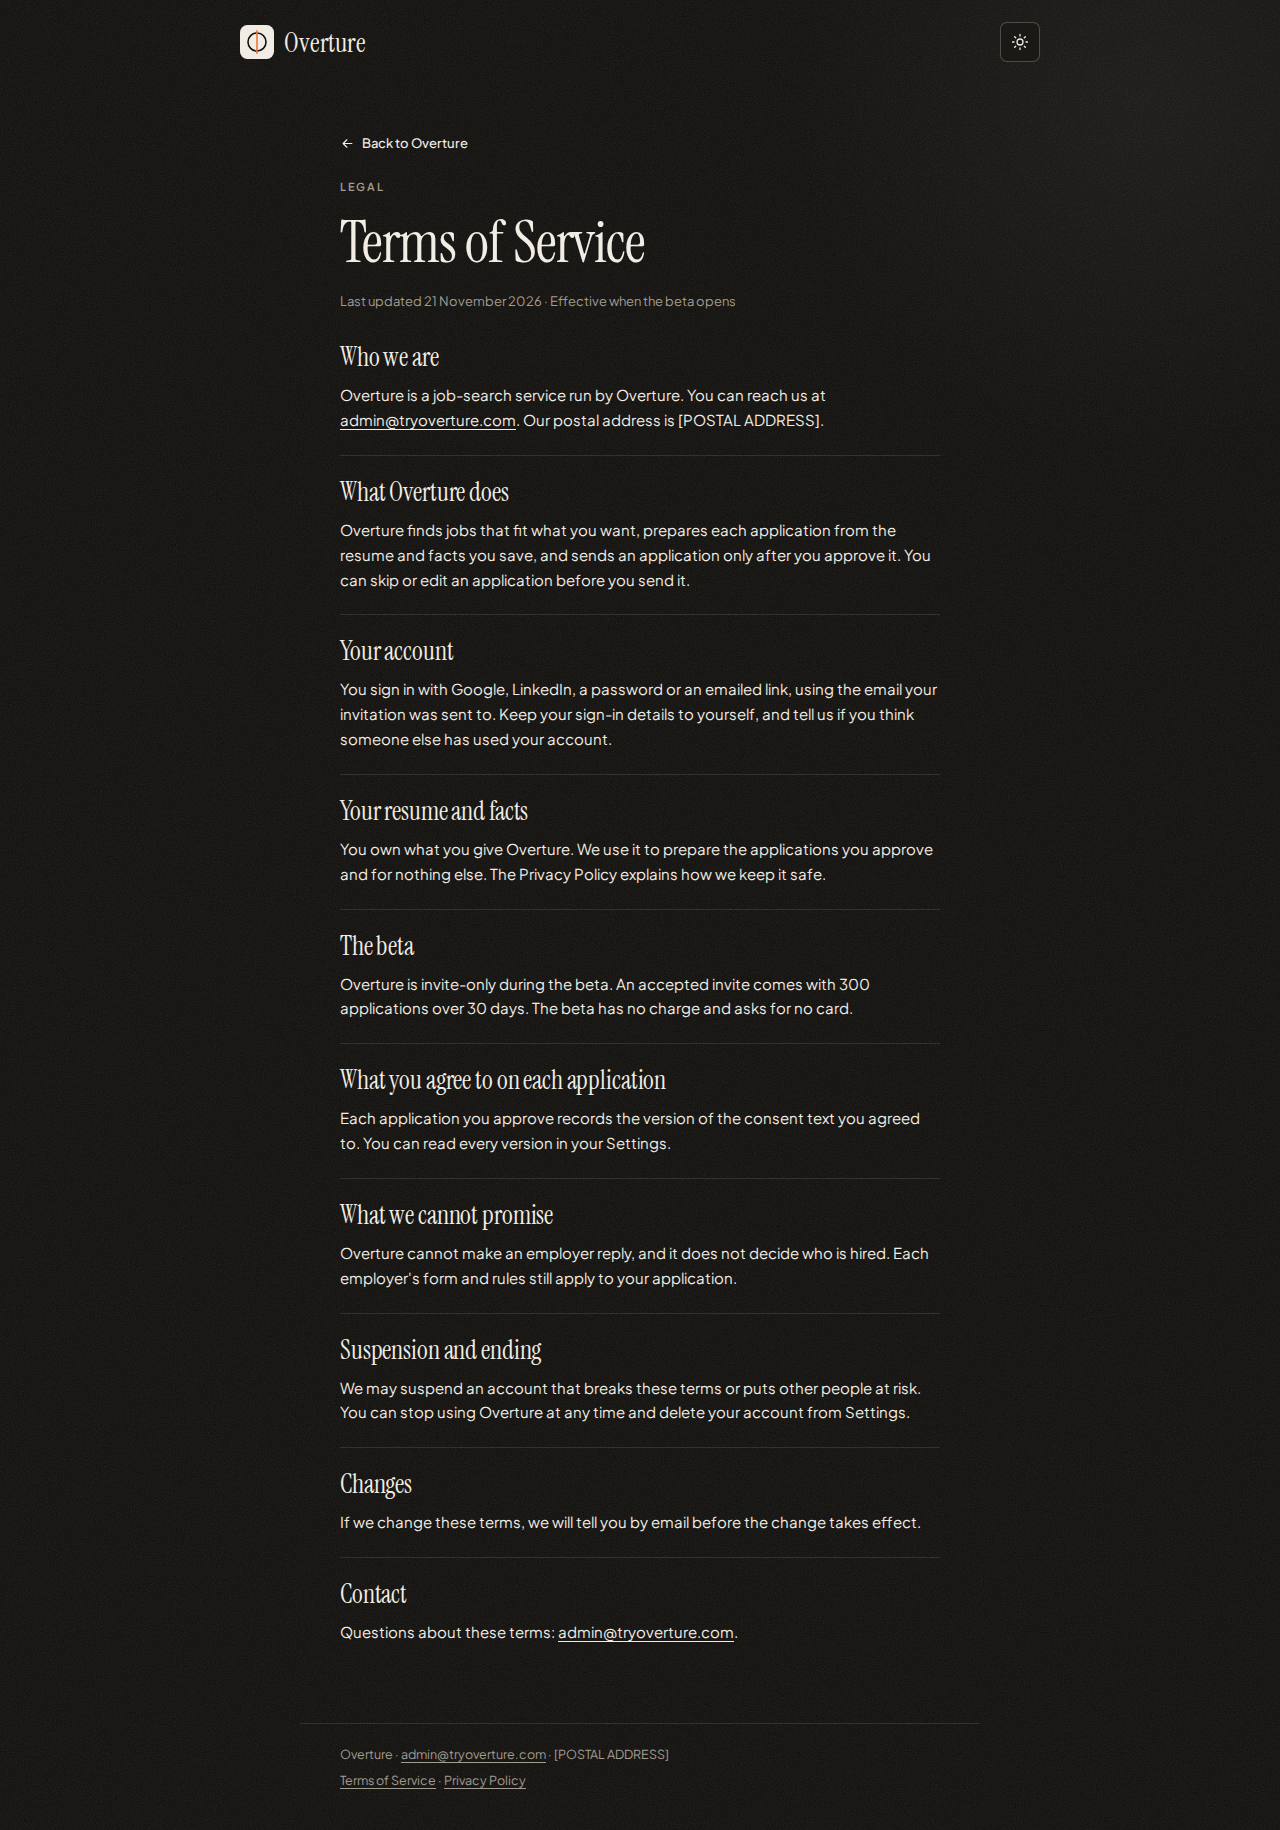 Overture
← Back to Overture
LEGAL
Terms of Service
Last updated 21 November 2026 · Effective when the beta opens
Who we are
Overture is a job-search service run by Overture. You can reach us at
admin@tryoverture.com. Our postal address is [POSTAL ADDRESS].
What Overture does
Overture finds jobs that fit what you want, prepares each application from the
resume and facts you save, and sends an application only after you approve it. You
can skip or edit an application before you send it.
Your account
You sign in with Google, LinkedIn, a password or an emailed link, using the email your
invitation was sent to. Keep your sign-in details to yourself, and tell us if you think
someone else has used your account.
Your resume and facts
You own what you give Overture. We use it to prepare the applications you approve
and for nothing else. The Privacy Policy explains how we keep it safe.
The beta
Overture is invite-only during the beta. An accepted invite comes with 300
applications over 30 days. The beta has no charge and asks for no card.
What you agree to on each application
Each application you approve records the version of the consent text you agreed
to. You can read every version in your Settings.
What we cannot promise
Overture cannot make an employer reply, and it does not decide who is hired. Each
employer's form and rules still apply to your application.
Suspension and ending
We may suspend an account that breaks these terms or puts other people at risk.
You can stop using Overture at any time and delete your account from Settings.
Changes
If we change these terms, we will tell you by email before the change takes effect.
Contact
Questions about these terms: admin@tryoverture.com.
Overture · admin@tryoverture.com · [POSTAL ADDRESS]
Terms of Service · Privacy Policy